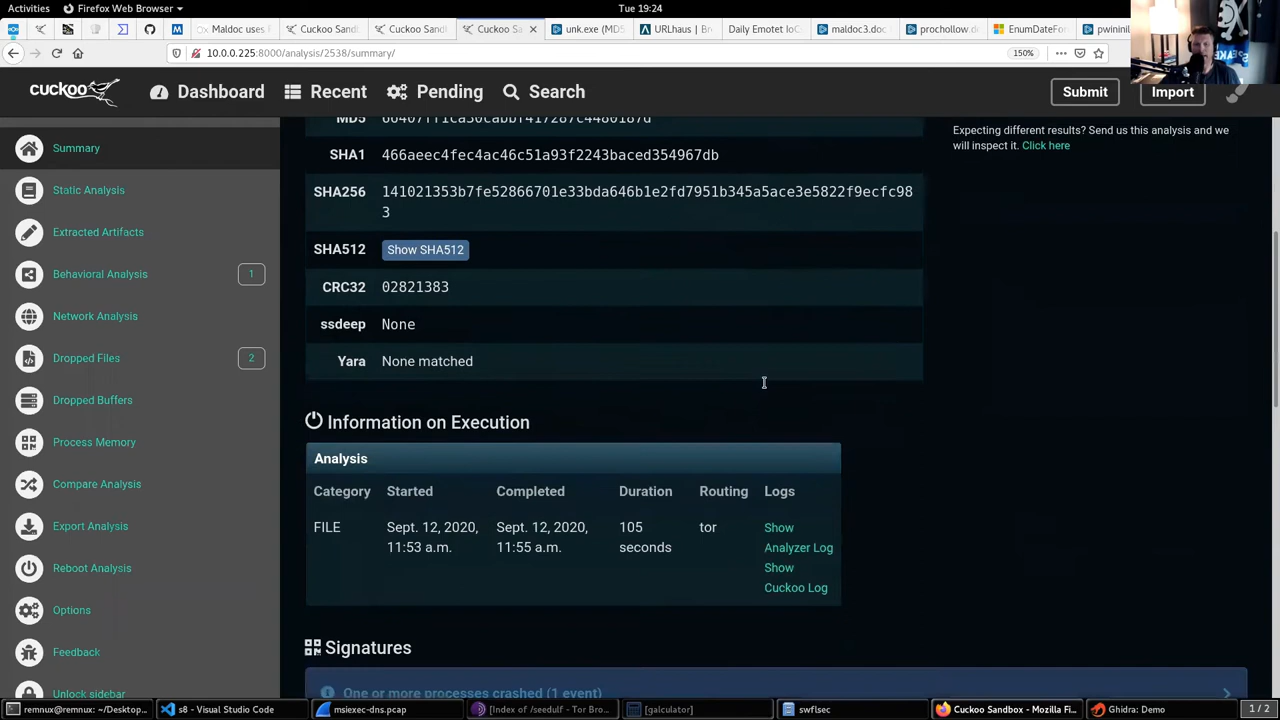 Activities
Firefox Web Browser
Tue 19:24
Maldoc uses
Cuckoo Sa
Cuckoo Sand
Cuckoo Sa
unk.exe (MD5
URLhaus | Br
Daily Emotet IoC
maldoc3.doc
prochollow.d
EnumDateFor
pwininil
10.0.0.225:8000/analysis/2538/summary/
150%
cuckoo
Dashboard
Recent
Pending
Search
Submit
Import
Summary
Static Analysis
Extracted Artifacts
Behavioral Analysis
1
Network Analysis
Dropped Files
2
Dropped Buffers
Process Memory
Compare Analysis
Export Analysis
Reboot Analysis
Options
Feedback
Unlock sidebar
MD5
SHA1 466aeec4fec4ac46c51a93f2243baced354967db
SHA256 141021353b7fe52866701e33bda646b1e2fd7951b345a5ace3e5822f9ecfc98
3
SHA512 Show SHA512
CRC32 02821383
ssdeep None
Yara None matched
Expecting different results? Send us this analysis and we
will inspect it. Click here
Information on Execution
Analysis
Category Started Completed Duration Routing Logs
FILE Sept. 12, 2020, Sept. 12, 2020, 105 tor Show
11:53 a.m. 11:55 a.m. seconds Analyzer Log
Show
Cuckoo Log
Signatures
One or more processes crashed (1 event)
remnux@remnux: ~/Desktop...
s8 - Visual Studio Code
msiexec-dns.pcap
[Index of /seedulf - Tor Bro...
[galculator]
swflsec
Cuckoo Sandbox - Mozilla Fi...
Ghidra: Demo
1 / 2